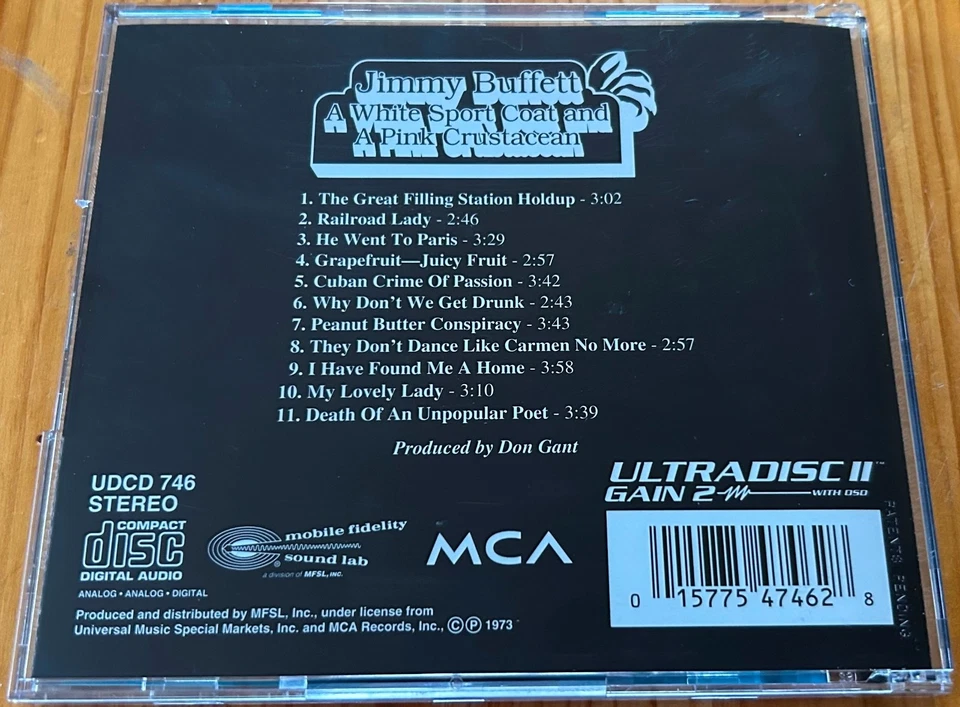 Jimmy Buffett
A White Sport Coat and
A Pink Crustacean
1. The Great Filling Station Holdup - 3:02
2. Railroad Lady - 2:46
3. He Went To Paris - 3:29
4. Grapefruit—Juicy Fruit - 2:57
5. Cuban Crime Of Passion - 3:42
6. Why Don't We Get Drunk - 2:43
7. Peanut Butter Conspiracy - 3:43
8. They Don't Dance Like Carmen No More - 2:57
9. I Have Found Me A Home - 3:58
10. My Lovely Lady - 3:10
11. Death Of An Unpopular Poet - 3:39
Produced by Don Gant
UDCD 746
STEREO
COMPACT
disc
DIGITAL AUDIO
ANALOG • ANALOG • DIGITAL
mobile fidelity
sound lab
a division of MFSL, INC.
MCA
ULTRADISC II™
GAIN 2 WITH DSD
0 15775 47462 8
PATENTS PENDING
Produced and distributed by MFSL, Inc., under license from
Universal Music Special Markets, Inc. and MCA Records, Inc., ©℗ 1973